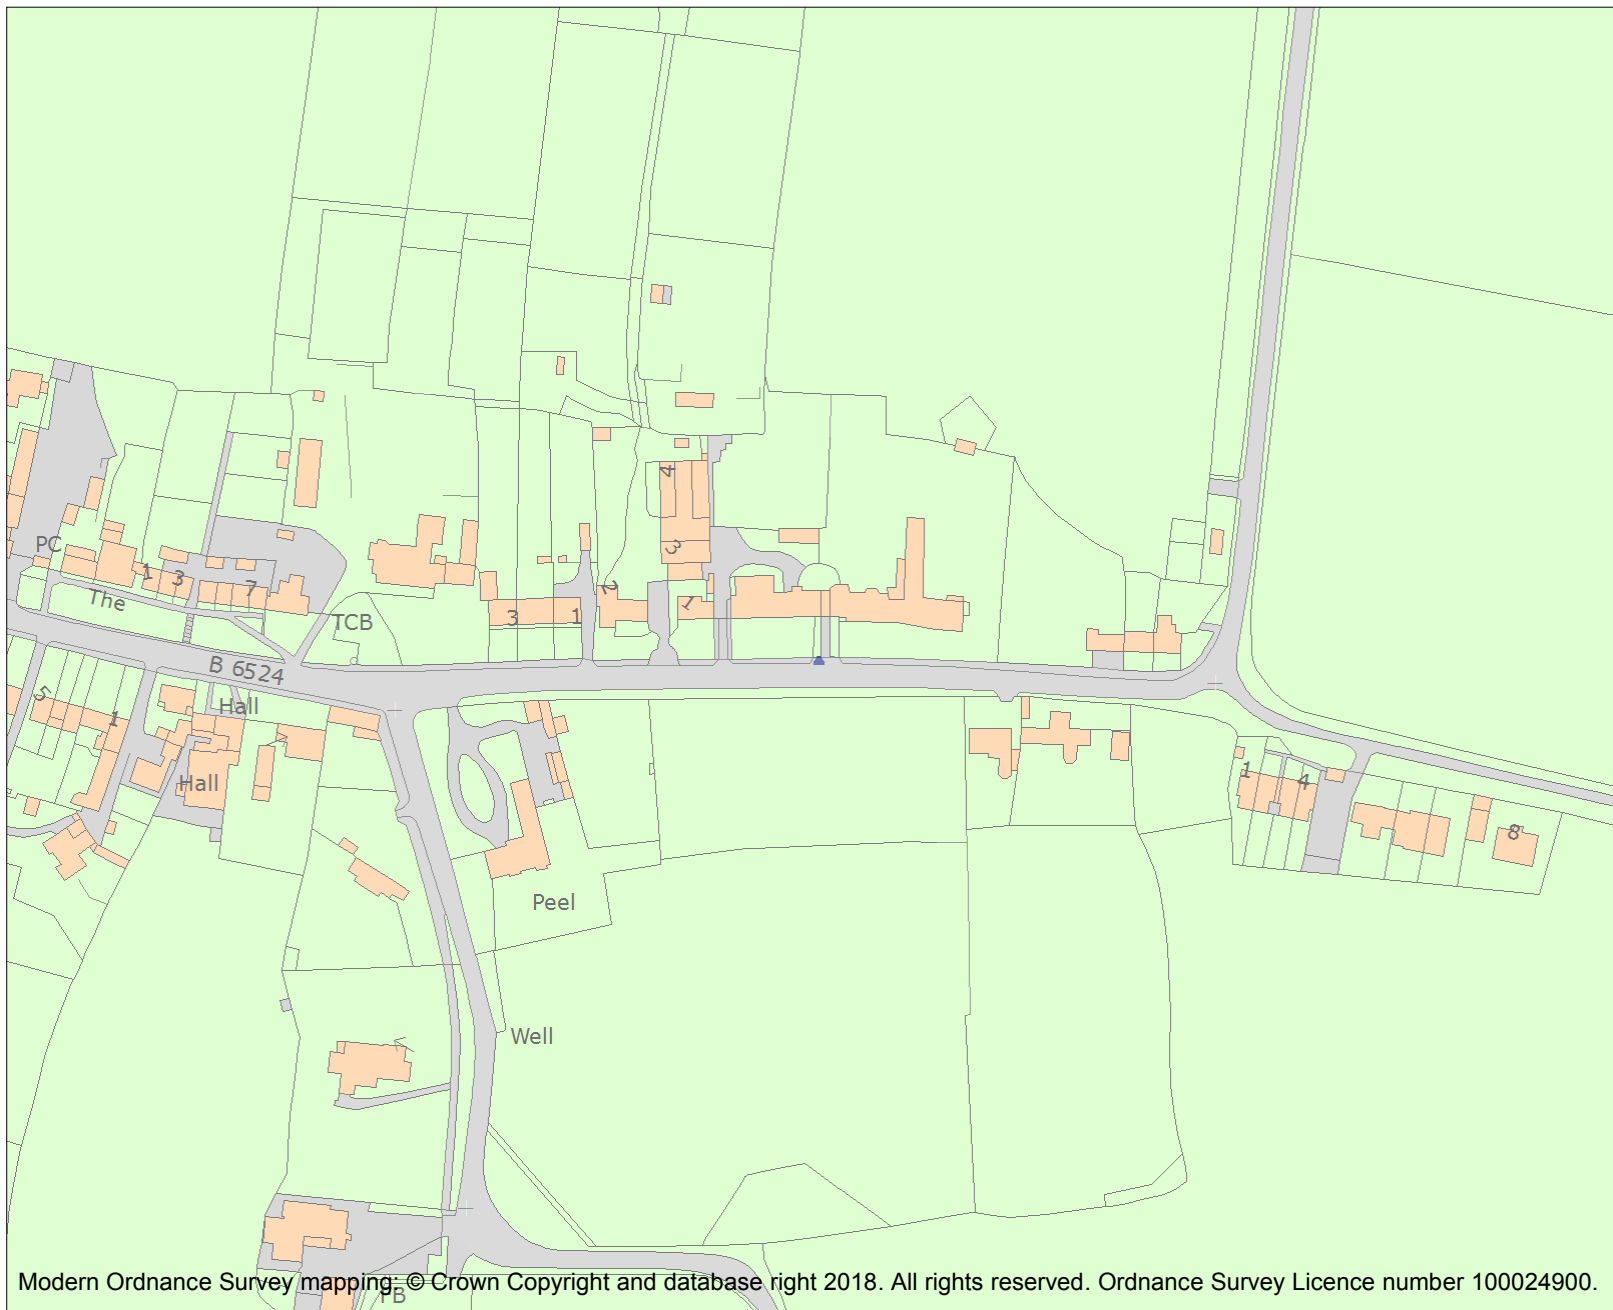 PC
1
3
7
The
TCB
4
3
2
1
3
1
B 6524
5
1
Hall
Hall
1
4
8
Peel
Well
FB
Modern Ordnance Survey mapping: © Crown Copyright and database right 2018. All rights reserved. Ordnance Survey Licence number 100024900.